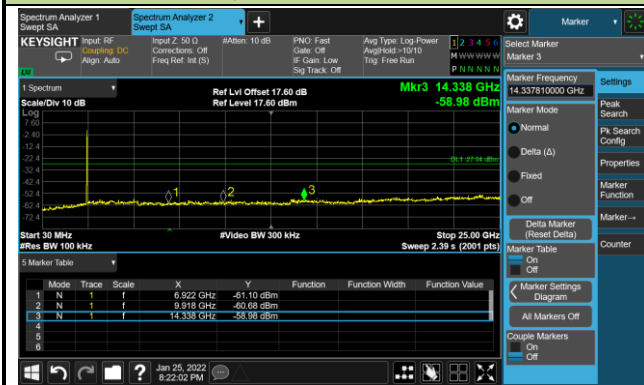 Spectrum Analyzer 1
Swept SA
Spectrum Analyzer 2
Swept SA
+
Marker
KEYSIGHT
Input: RF
Coupling: DC
Align: Auto
Input Z: 50 Ω
Corrections: Off
Freq Ref: Int (S)
#Atten: 10 dB
PNO: Fast
Gate: Off
IF Gain: Low
Sig Track: Off
Avg Type: Log-Power
Avg|Hold:>10/10
Trig: Free Run
1 2 3 4 5 6
M W W W W W
P N N N N N
LXI
Select Marker
Marker 3
1 Spectrum
Scale/Div 10 dB
Ref Lvl Offset 17.60 dB
Ref Level 17.60 dBm
Mkr3 14.338 GHz
-58.98 dBm
Log
7.60
-2.40
-12.4
-22.4
-32.4
-42.4
-52.4
-62.4
-72.4
DL1 -27.94 dBm
1
2
3
Start 30 MHz
#Res BW 100 kHz
#Video BW 300 kHz
Stop 25.00 GHz
Sweep 2.39 s (2001 pts)
5 Marker Table
Mode Trace Scale X Y Function Function Width Function Value
1 N 1 f 6.922 GHz -61.10 dBm
2 N 1 f 9.918 GHz -60.68 dBm
3 N 1 f 14.338 GHz -58.98 dBm
4
5
6
Marker Frequency
14.337810000 GHz
Marker Mode
Normal
Delta (Δ)
Fixed
Off
Delta Marker
(Reset Delta)
Marker Table
On
Off
Marker Settings
Diagram
All Markers Off
Couple Markers
On
Off
Settings
Peak
Search
Pk Search
Config
Properties
Marker
Function
Marker→
Counter
?
Jan 25, 2022
8:22:02 PM